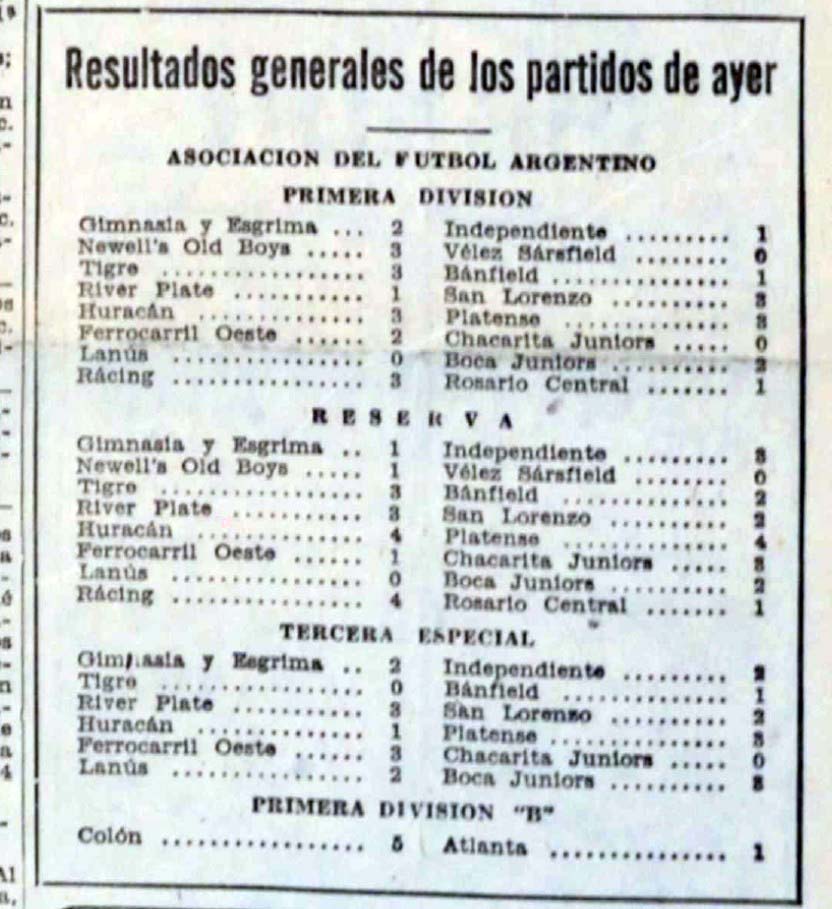 Resultados generales de los partidos de ayer
ASOCIACION DEL FUTBOL ARGENTINO
PRIMERA DIVISION
Gimnasia y Esgrima ... 2 Independiente ......... 1
Newell's Old Boys ..... 3 Vélez Sársfield ........ 0
Tigre ................. 3 Bánfield .............. 1
River Plate ........... 1 San Lorenzo .......... 3
Huracán .............. 3 Platense .............. 3
Ferrocarril Oeste ...... 2 Chacarita Juniors ..... 0
Lanús ................ 0 Boca Juniors .......... 2
Rácing ............... 3 Rosario Central ....... 1
RESERVA
Gimnasia y Esgrima .. 1 Independiente ......... 3
Newell's Old Boys ..... 1 Vélez Sársfield ........ 0
Tigre ................. 3 Bánfield .............. 2
River Plate ........... 3 San Lorenzo .......... 2
Huracán .............. 4 Platense .............. 4
Ferrocarril Oeste ...... 1 Chacarita Juniors ..... 3
Lanús ................ 0 Boca Juniors .......... 2
Rácing ............... 4 Rosario Central ....... 1
TERCERA ESPECIAL
Gimnasia y Esgrima .. 2 Independiente .........
Tigre ................. 0 Bánfield .............. 1
River Plate ........... 3 San Lorenzo .......... 2
Huracán .............. 1 Platense .............. 3
Ferrocarril Oeste ...... 3 Chacarita Juniors ..... 0
Lanús ................ 2 Boca Juniors .......... 3
PRIMERA DIVISION "B"
Colón ................. 5 Atlanta ............... 1